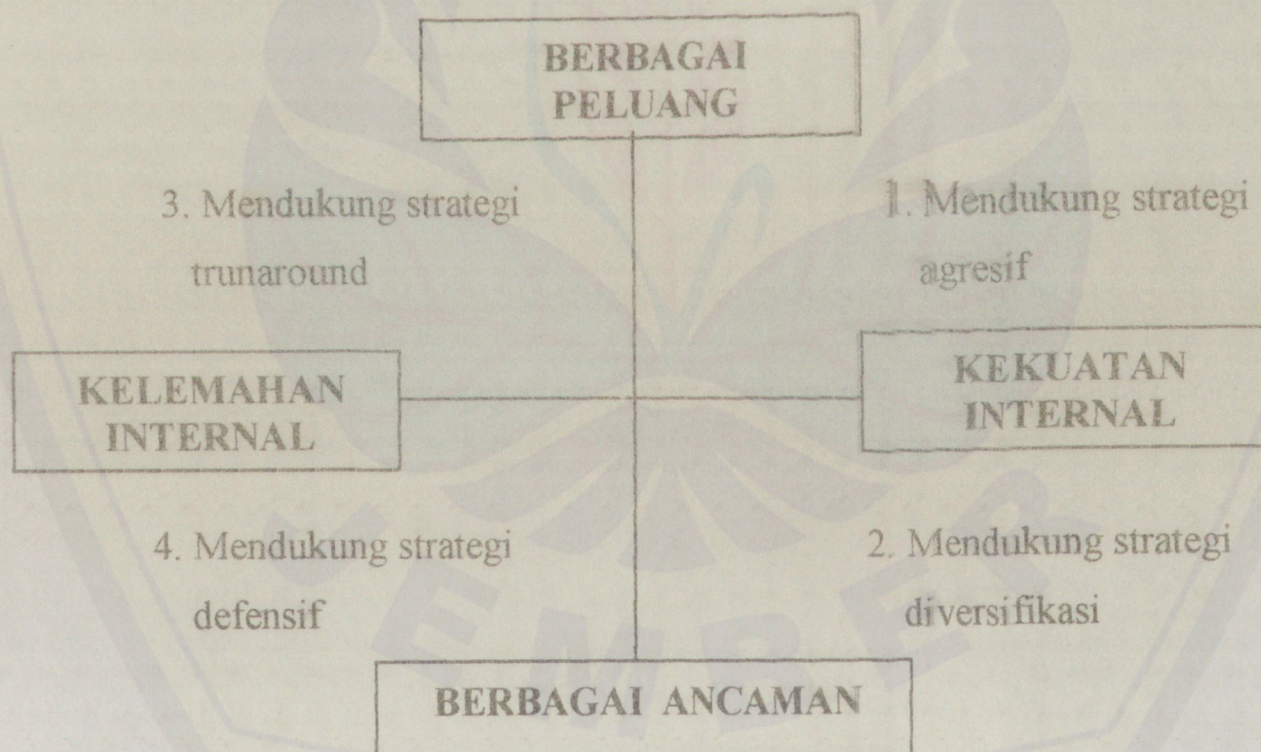 BERBAGAI
PELUANG
3. Mendukung strategi
trunaround
1. Mendukung strategi
agresif
KELEMAHAN
INTERNAL
KEKUATAN
INTERNAL
4. Mendukung strategi
defensif
2. Mendukung strategi
diversifikasi
BERBAGAI ANCAMAN
JEMBER